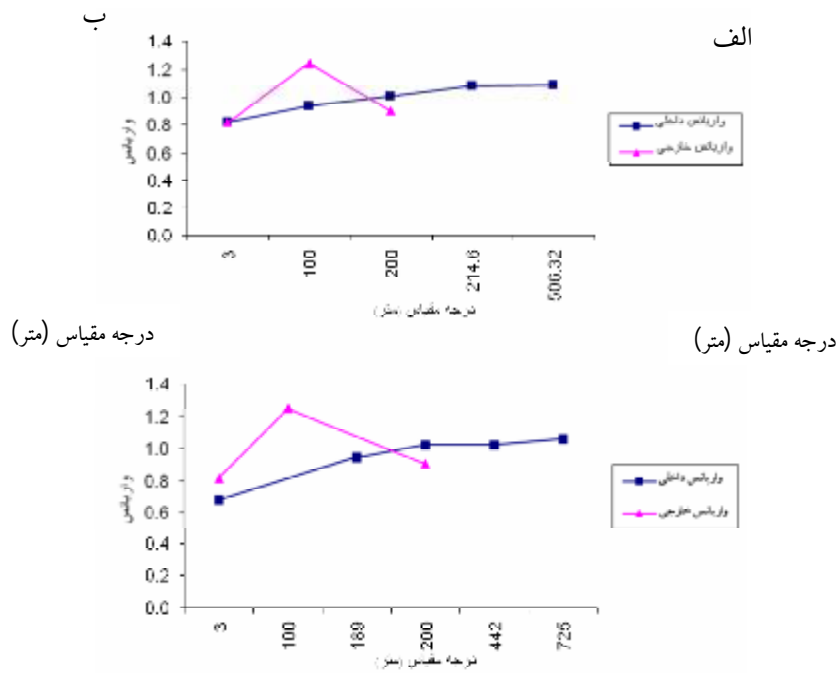 ب
الف
1.4
1.2
1.0
0.8
0.6
0.4
0.2
0.0
واریانس
3
100
200
214.6
506.32
درجه مقیاس (متر)
واریانس داخلی
واریانس خارجی
درجه مقیاس (متر)
درجه مقیاس (متر)
1.4
1.2
1.0
0.8
0.6
0.4
0.2
0.0
واریانس
3
100
189
200
442
725
درجه مقیاس (متر)
واریانس داخلی
واریانس خارجی